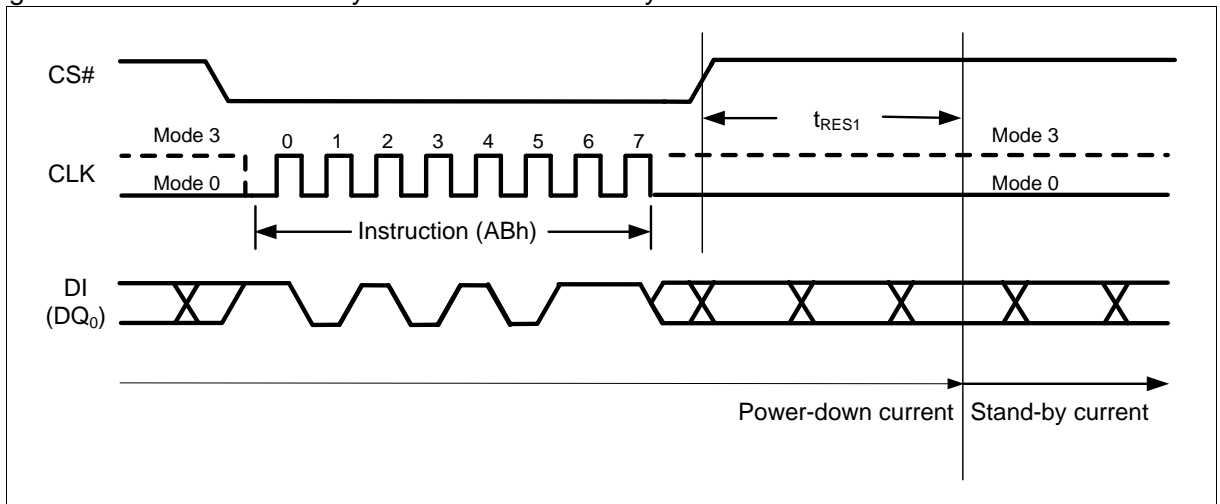 CS#
tRES1
Mode 3 0 1 2 3 4 5 6 7 Mode 3
CLK
Mode 0 Mode 0
Instruction (ABh)
DI
(DQ0)
Power-down current Stand-by current